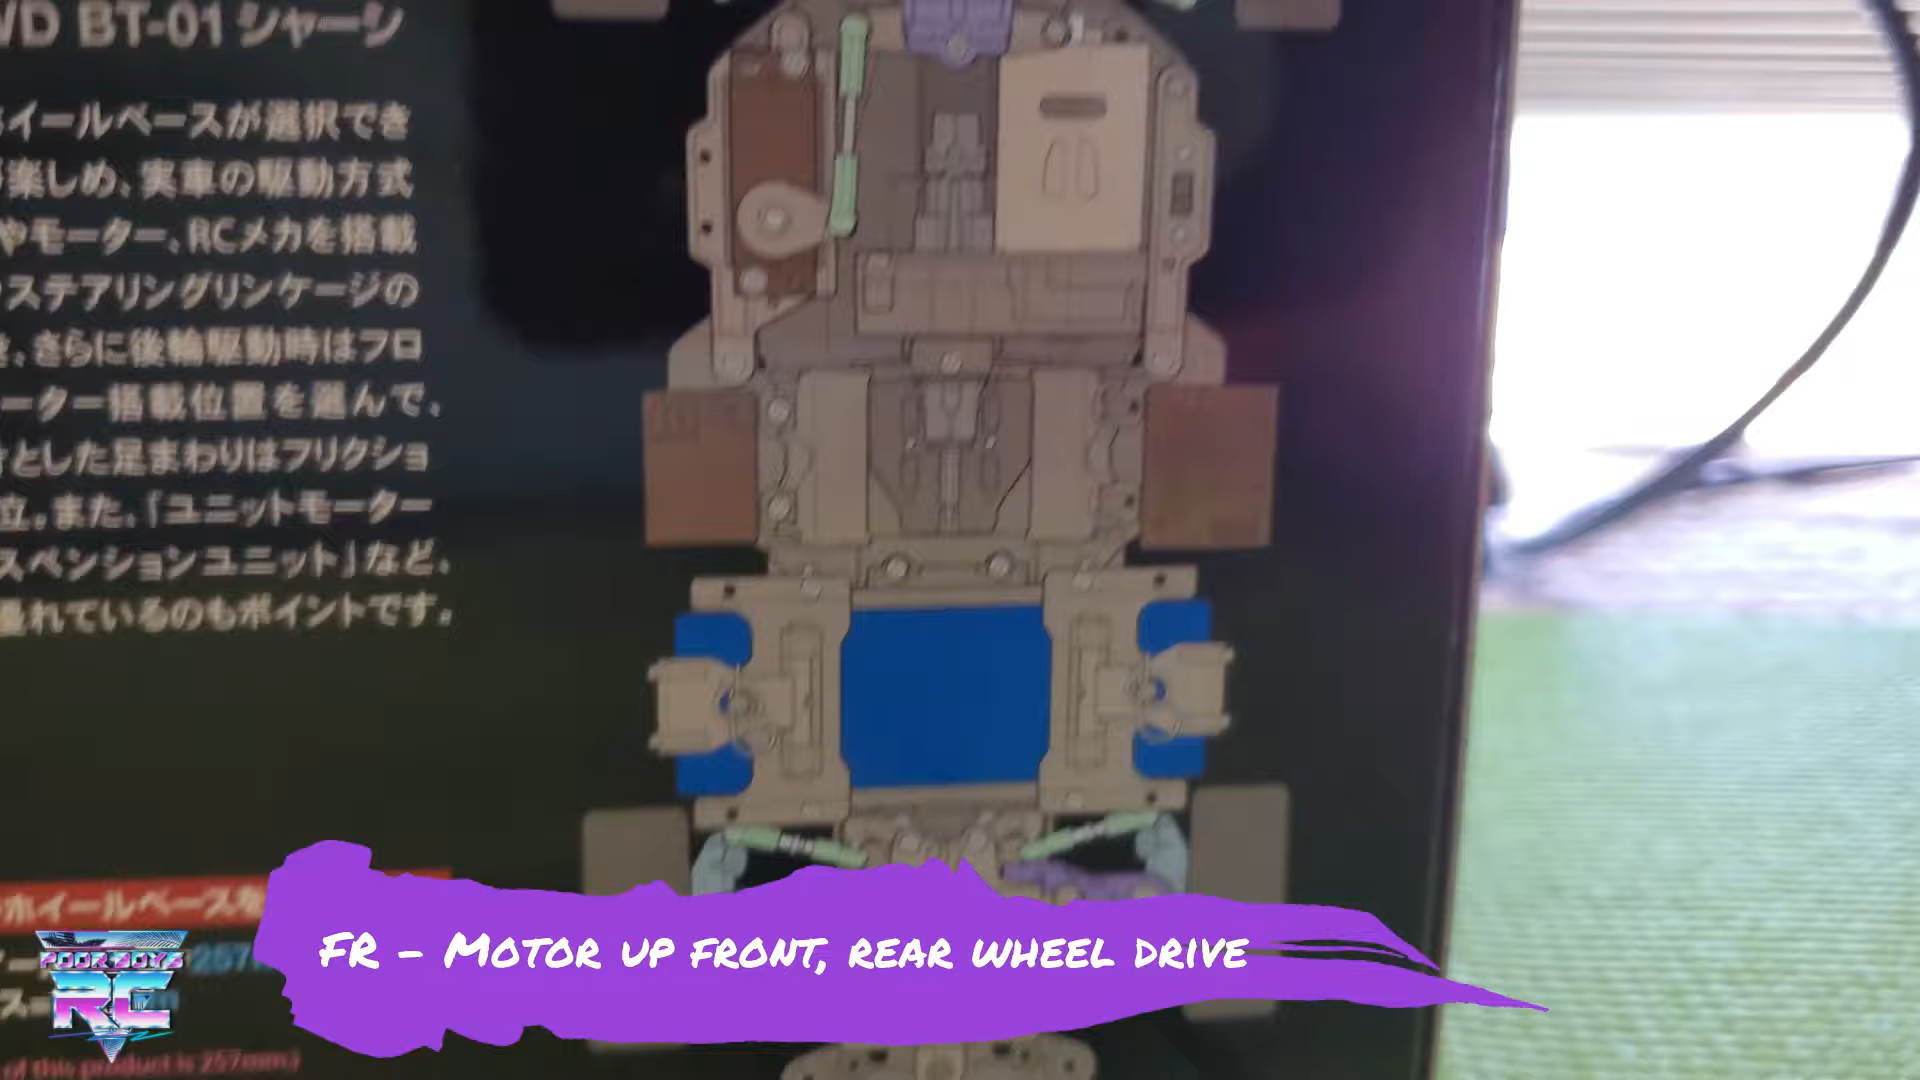 WD BT-01 シャーシ
ホイールベースが選択でき
楽しめ、実車の駆動方式
やモーター、RCメカを搭載
ステアリングリンケージの
、さらに後輪駆動時はフロ
ーター搭載位置を選んで、
とした足まわりはフリクショ
立。また、「ユニットモーター
スペンションユニット」など、
れているのもポイントです。
ホイールベースを
257
FR - Motor up front, rear wheel drive
POOR BOYS
RC
of this product is 257mm)